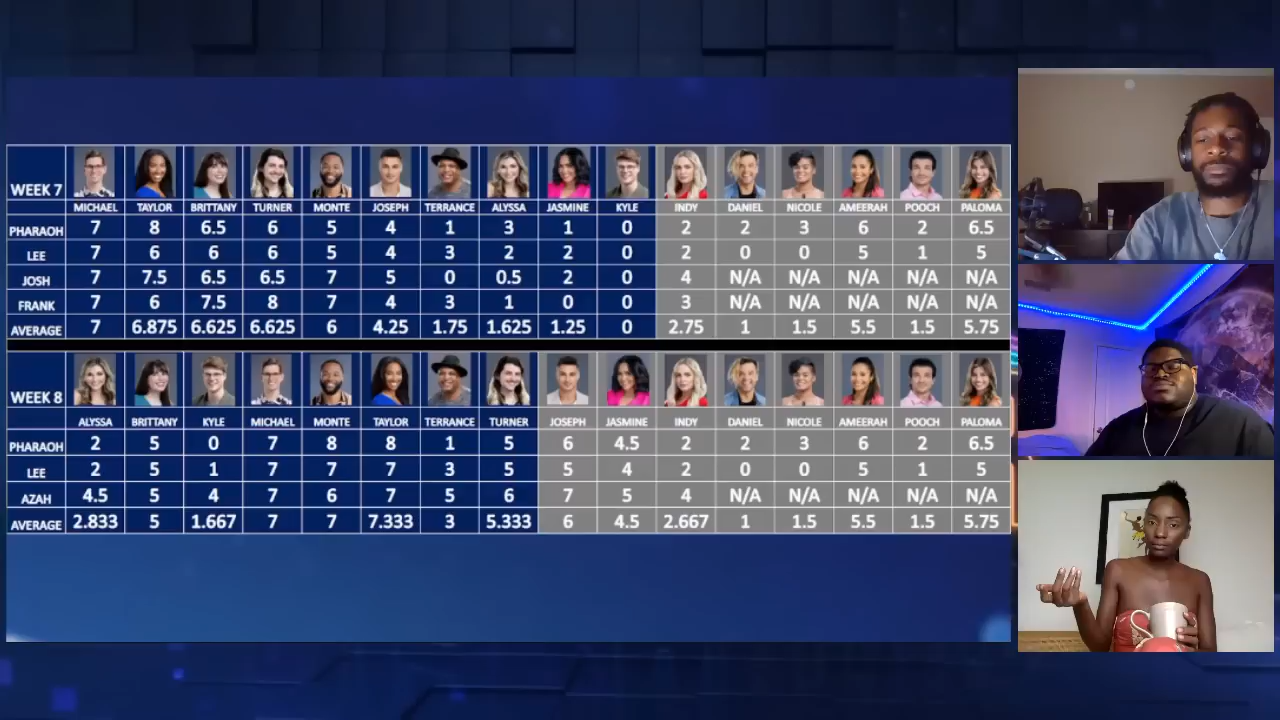 WEEK 7
MICHAEL TAYLOR BRITTANY TURNER MONTE JOSEPH TERRANCE ALYSSA JASMINE KYLE INDY DANIEL NICOLE AMEERAH POOCH PALOMA
PHARAOH 7 8 6.5 6 5 4 1 3 1 0 2 2 3 6 2 6.5
LEE 7 6 6 6 5 4 3 2 2 0 2 0 0 5 1 5
JOSH 7 7.5 6.5 6.5 7 5 0 0.5 2 0 4 N/A N/A N/A N/A N/A
FRANK 7 6 7.5 8 7 4 3 1 0 0 3 N/A N/A N/A N/A N/A
AVERAGE 7 6.875 6.625 6.625 6 4.25 1.75 1.625 1.25 0 2.75 1 1.5 5.5 1.5 5.75
WEEK 8
ALYSSA BRITTANY KYLE MICHAEL MONTE TAYLOR TERRANCE TURNER JOSEPH JASMINE INDY DANIEL NICOLE AMEERAH POOCH PALOMA
PHARAOH 2 5 0 7 8 8 1 5 6 4.5 2 2 3 6 2 6.5
LEE 2 5 1 7 7 7 3 5 5 4 2 0 0 5 1 5
AZAH 4.5 5 4 7 6 7 5 6 7 5 4 N/A N/A N/A N/A N/A
AVERAGE 2.833 5 1.667 7 7 7.333 3 5.333 6 4.5 2.667 1 1.5 5.5 1.5 5.75